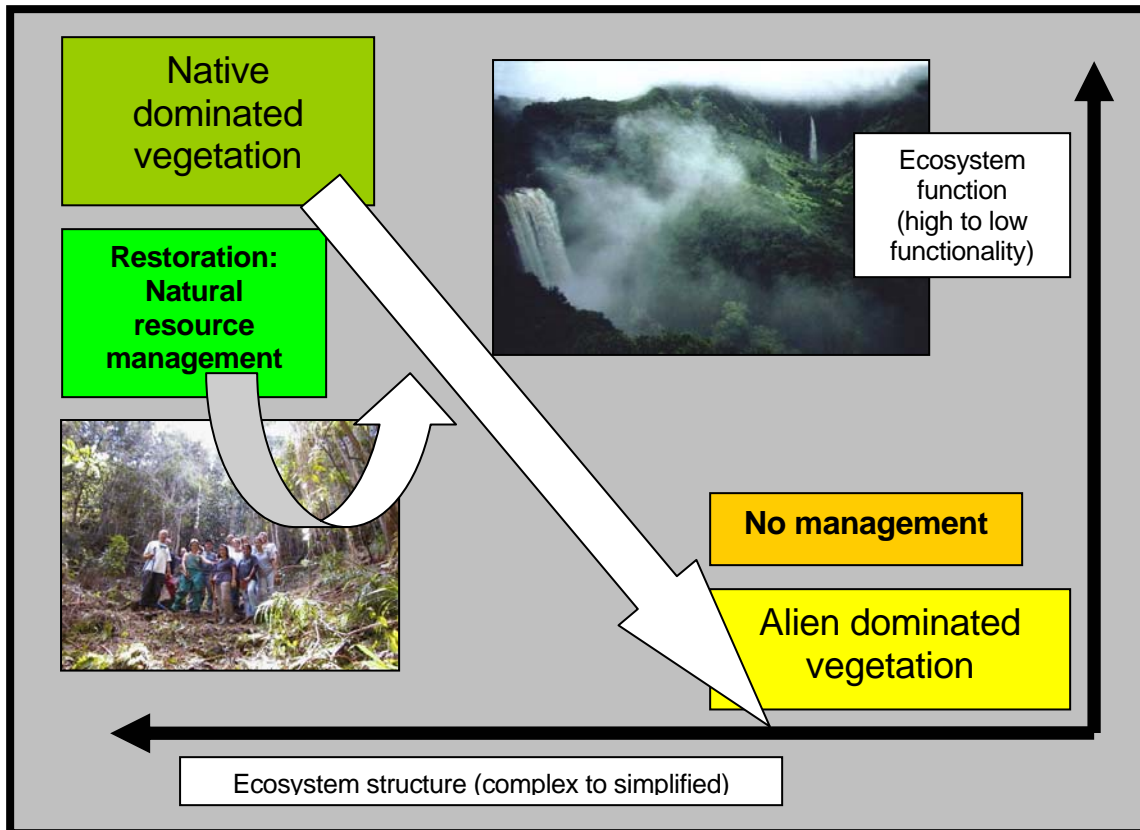 Native
dominated
vegetation
Ecosystem
function
(high to low
functionality)
Restoration:
Natural
resource
management
No management
Alien dominated
vegetation
Ecosystem structure (complex to simplified)